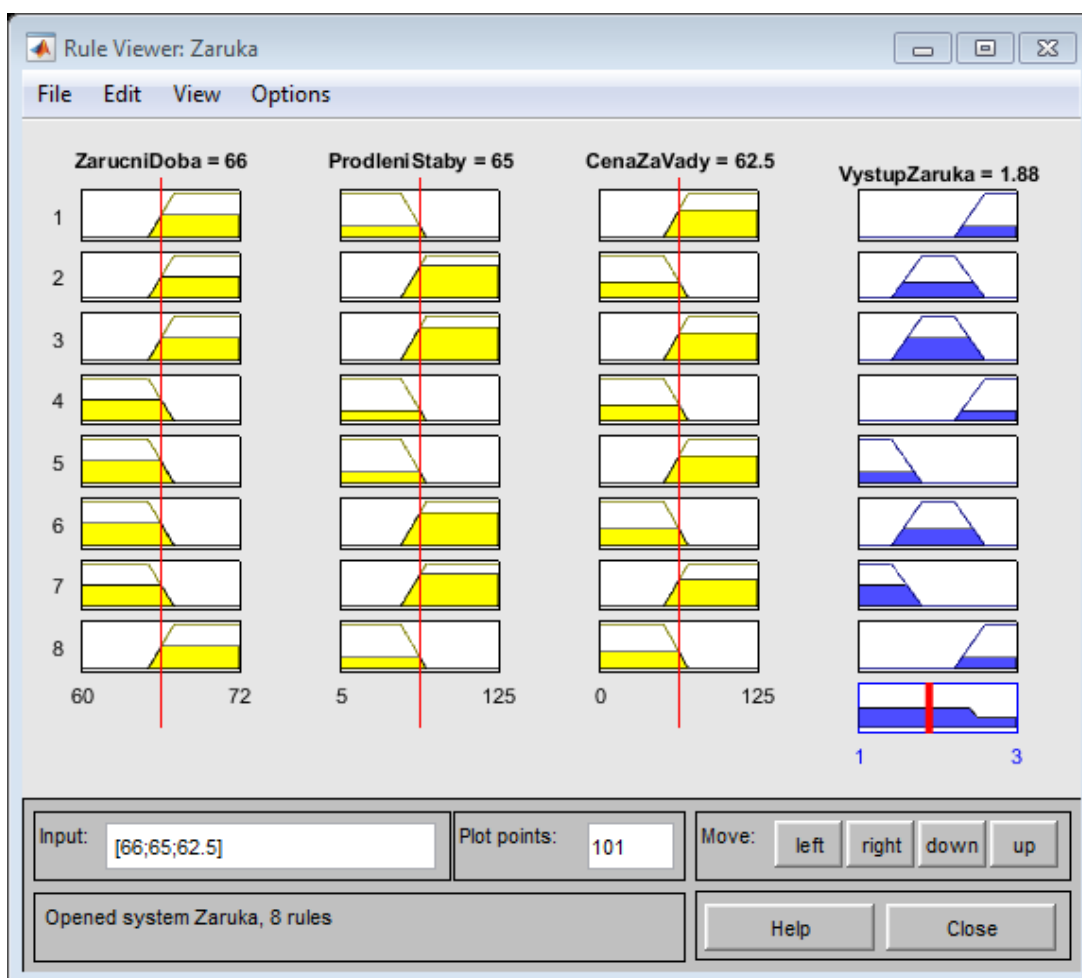 Rule Viewer: Zaruka
File Edit View Options
ZarucniDoba = 66 ProdleniStaby = 65 CenaZaVady = 62.5 VystupZaruka = 1.88
1
2
3
4
5
6
7
8
60 72 5 125 0 125
1 3
Input: [66;65;62.5] Plot points: 101 Move: left right down up
Opened system Zaruka, 8 rules Help Close